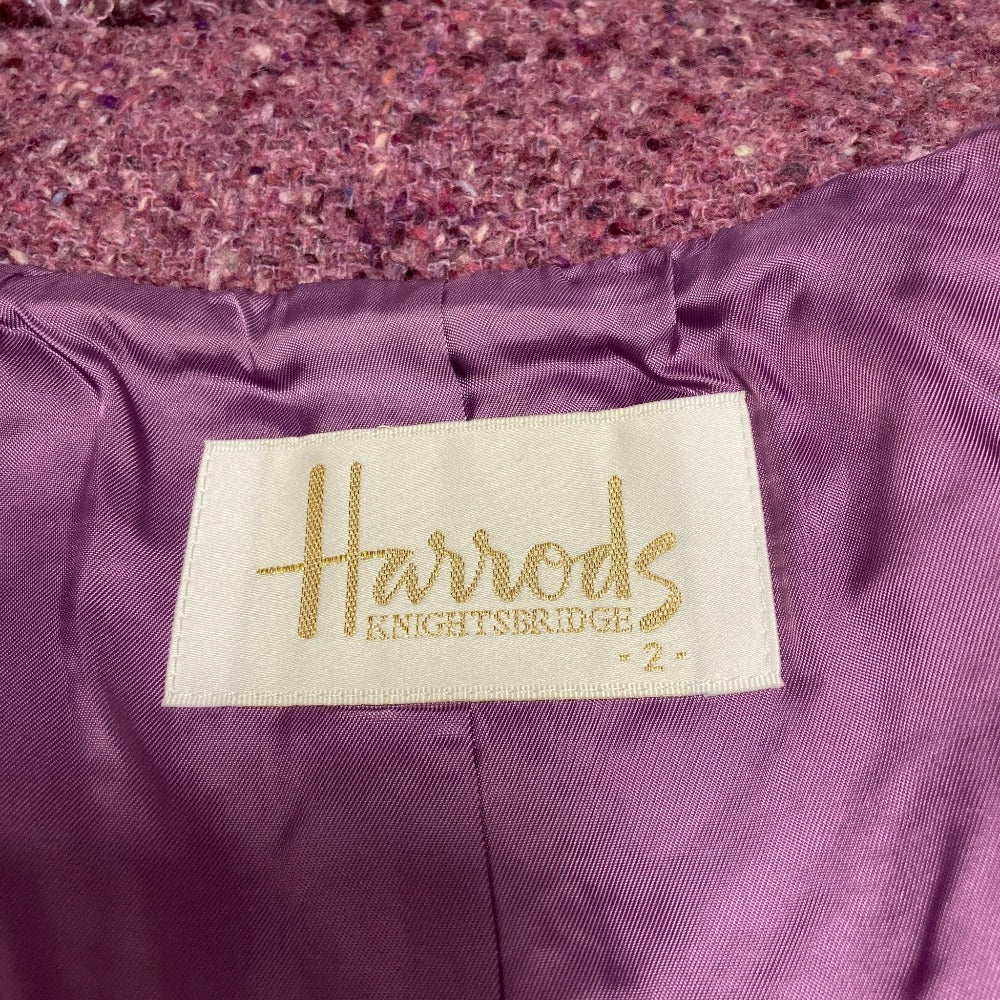 Harrods
KNIGHTSBRIDGE
- 2 -